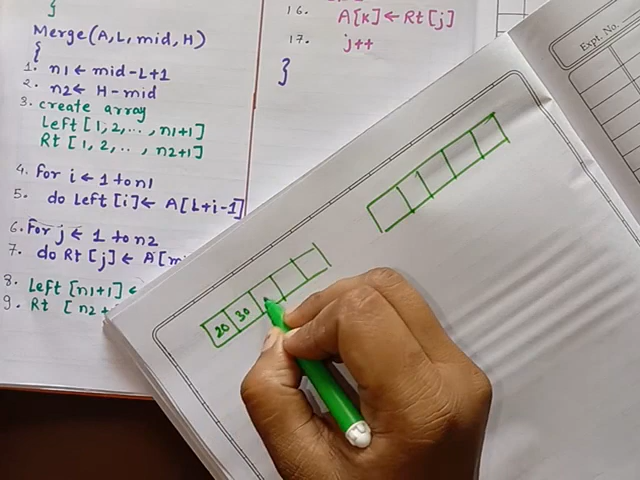 }
Merge(A, L, mid, H)
{
1. n1 ← mid-L+1
2. n2 ← H-mid
3. create array
Left [1, 2, ..., n1+1]
Rt [1, 2, .., n2+1]
4. for i ← 1 to n1
5. do Left [i] ← A[L+i-1]
6. For j ← 1 to n2
7. do Rt [j] ← A[m
8. Left [n1+1] ←
9. Rt [n2+
16. A[K] ← Rt[j]
17. j++
}
Expt. No.
20 30